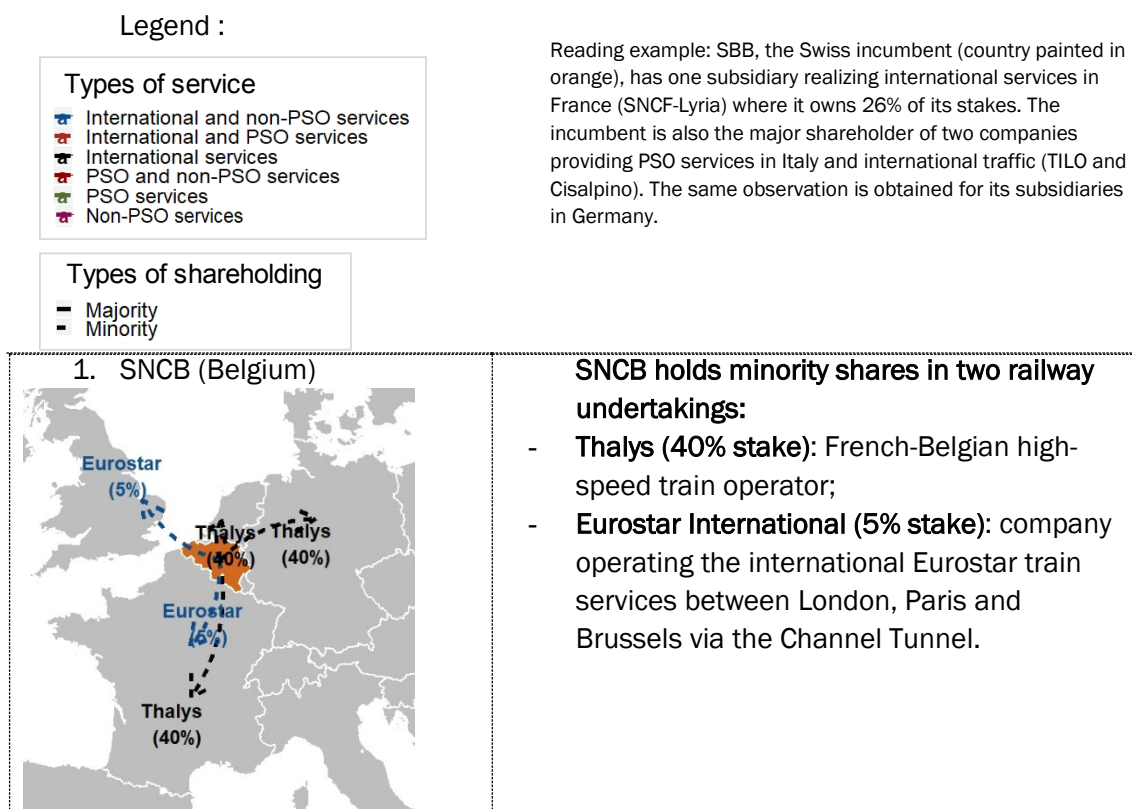 Legend :
Types of service
International and non-PSO services
International and PSO services
International services
PSO and non-PSO services
PSO services
Non-PSO services
Types of shareholding
Majority
Minority
Reading example: SBB, the Swiss incumbent (country painted in
orange), has one subsidiary realizing international services in
France (SNCF-Lyria) where it owns 26% of its stakes. The
incumbent is also the major shareholder of two companies
providing PSO services in Italy and international traffic (TILO and
Cisalpino). The same observation is obtained for its subsidiaries
in Germany.
1. SNCB (Belgium)
Eurostar
(5%)
Thalys
(40%)
Thalys
(40%)
Eurostar
(5%)
Thalys
(40%)
SNCB holds minority shares in two railway
undertakings:
- Thalys (40% stake): French-Belgian high-
speed train operator;
- Eurostar International (5% stake): company
operating the international Eurostar train
services between London, Paris and
Brussels via the Channel Tunnel.